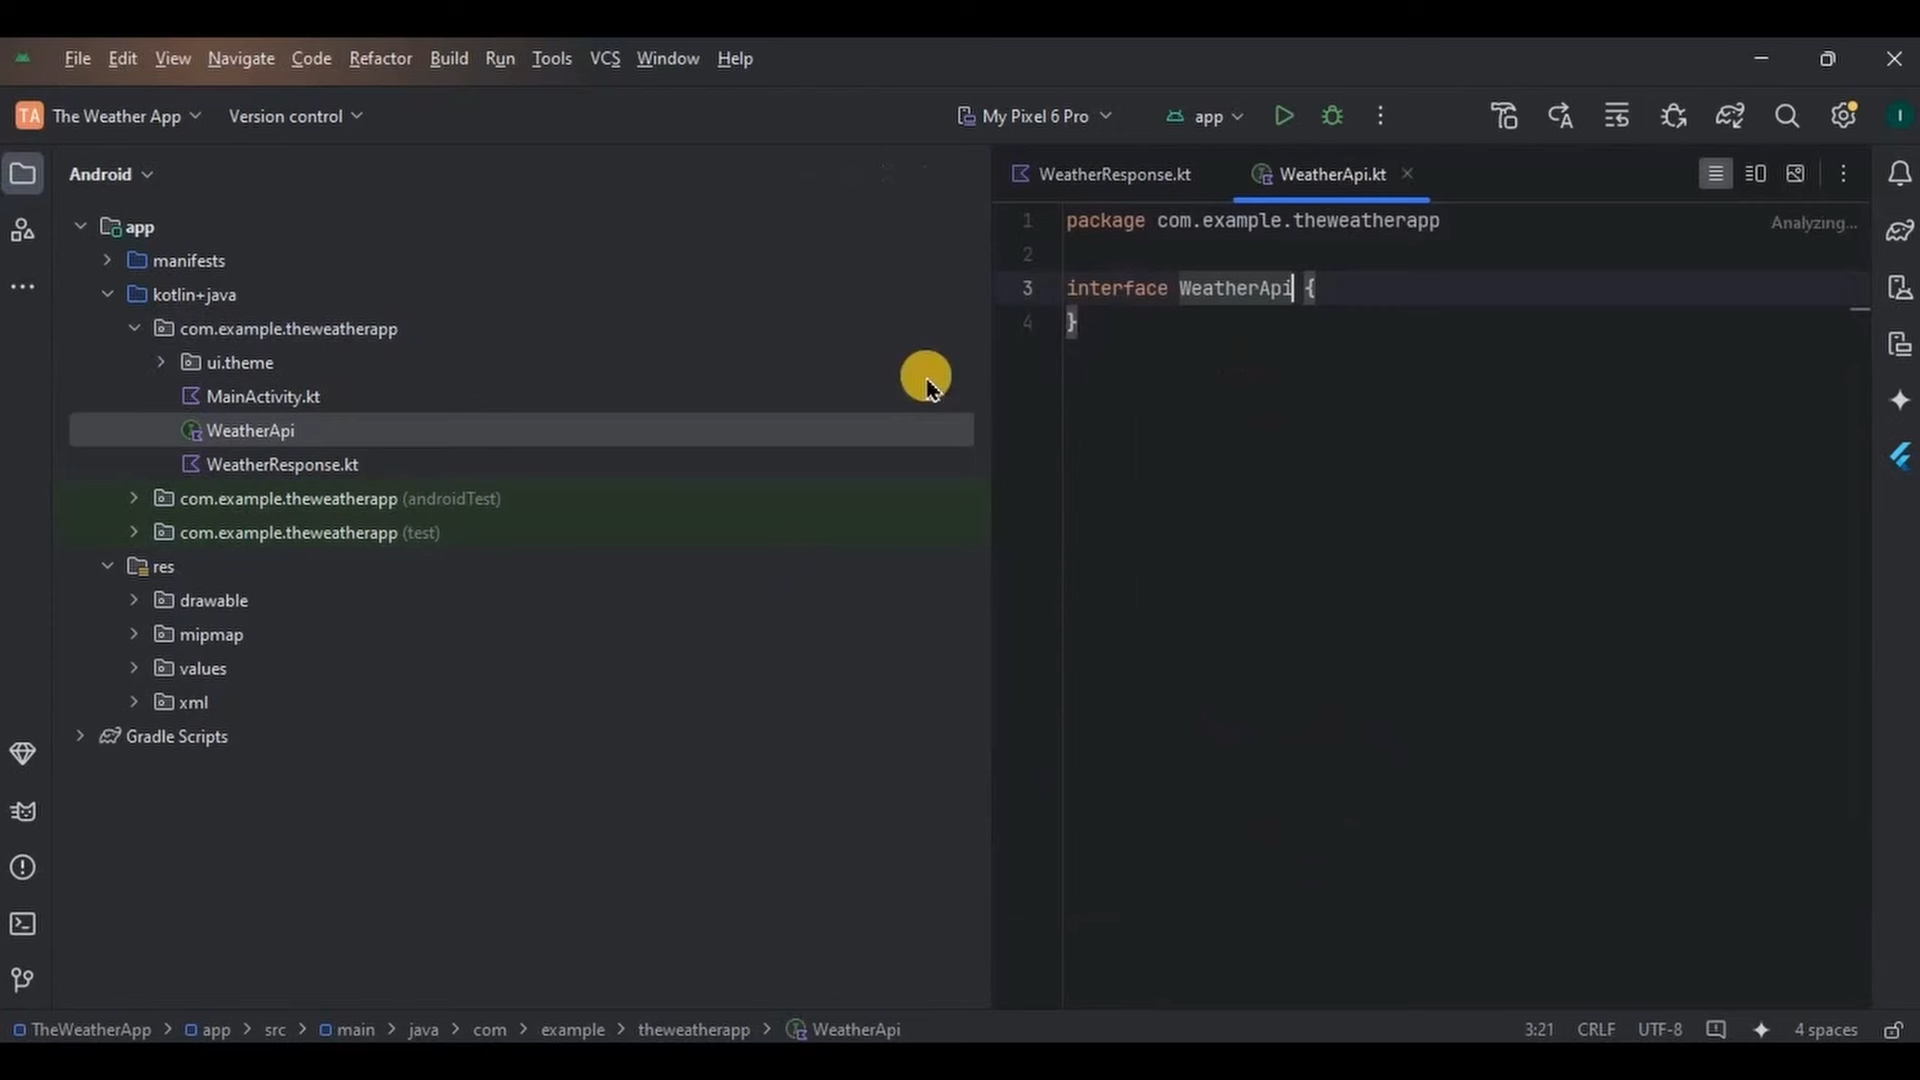 File Edit View Navigate Code Refactor Build Run Tools VCS Window Help
TA The Weather App Version control My Pixel 6 Pro app I
Android
app
manifests
kotlin+java
com.example.theweatherapp
ui.theme
MainActivity.kt
WeatherApi
WeatherResponse.kt
com.example.theweatherapp (androidTest)
com.example.theweatherapp (test)
res
drawable
mipmap
values
xml
Gradle Scripts
WeatherResponse.kt WeatherApi.kt
1 package com.example.theweatherapp Analyzing...
2
3 interface WeatherApi {
4 }
TheWeatherApp > app > src > main > java > com > example > theweatherapp > WeatherApi 3:21 CRLF UTF-8 4 spaces